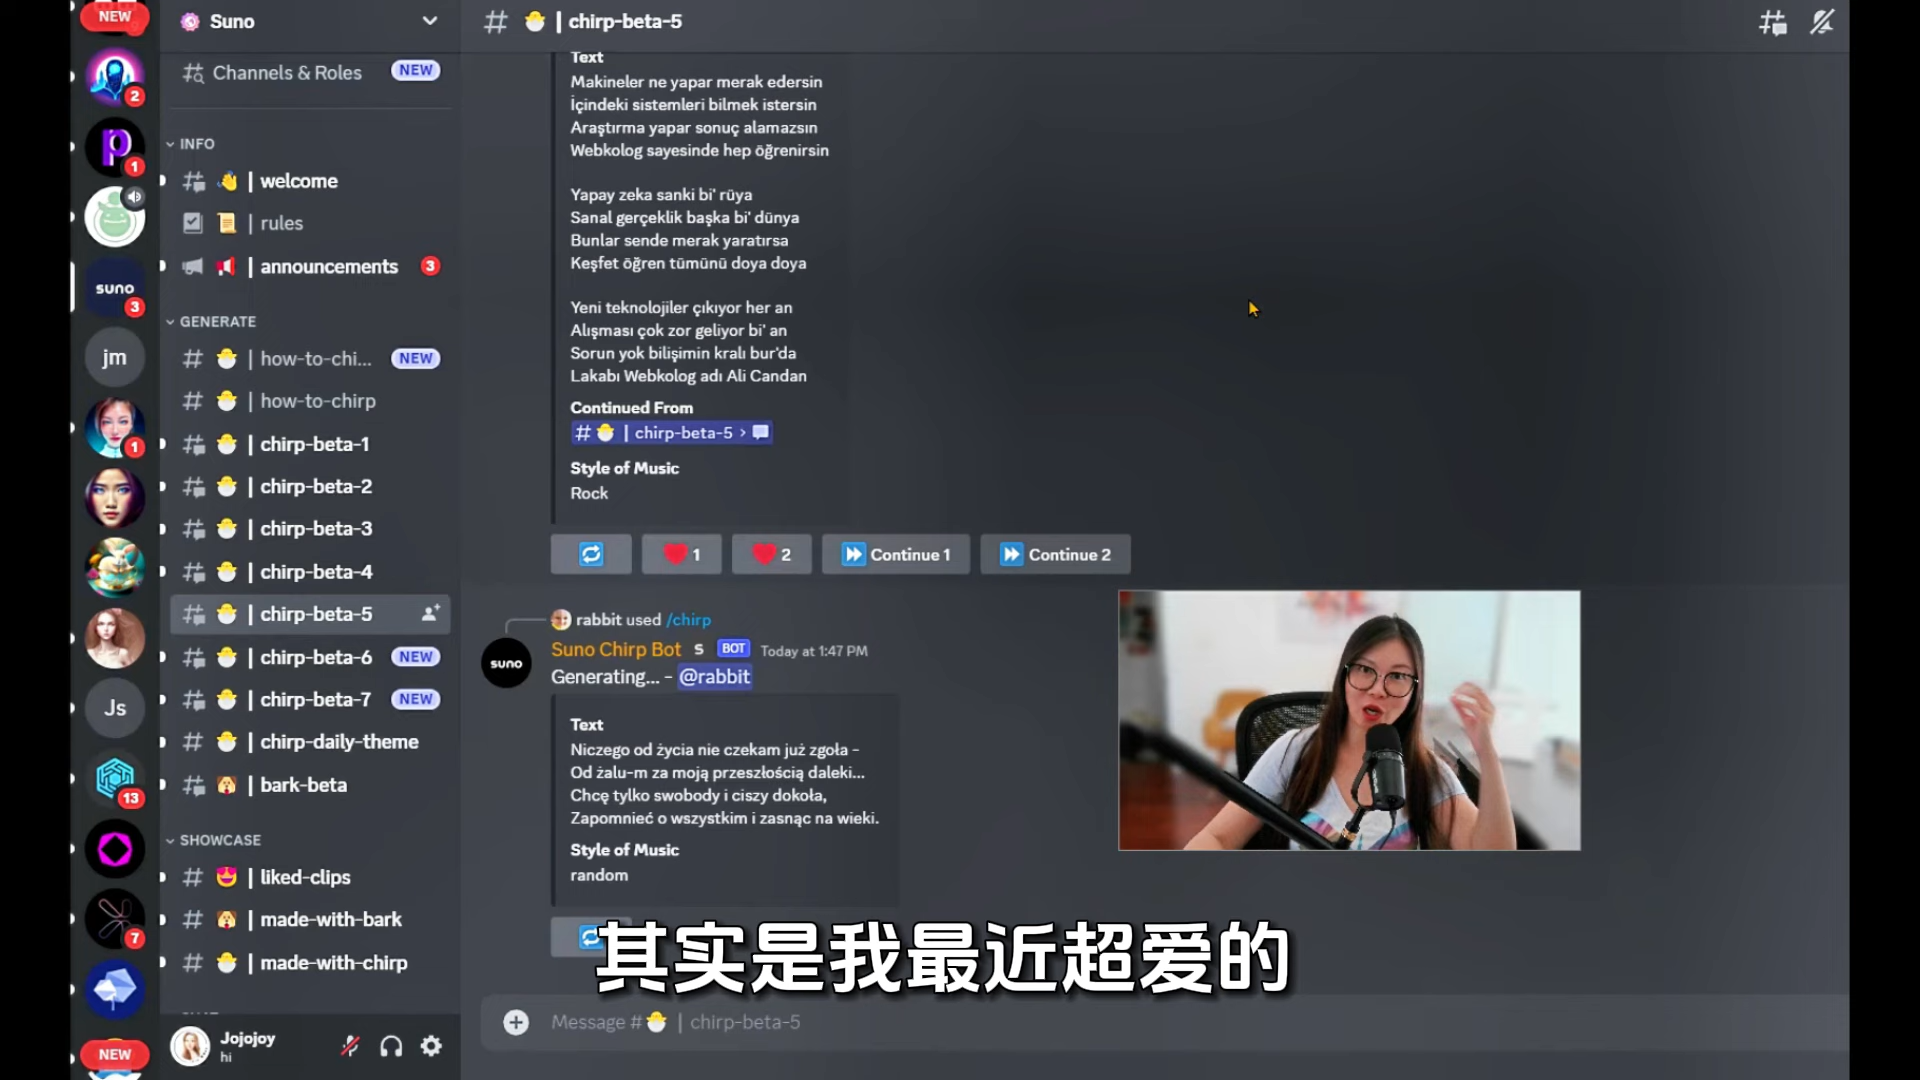 NEW
2
1
suno
3
jm
1
Js
13
7
NEW
Suno
Channels & Roles NEW
INFO
| welcome
| rules
| announcements 3
GENERATE
| how-to-chi... NEW
| how-to-chirp
| chirp-beta-1
| chirp-beta-2
| chirp-beta-3
| chirp-beta-4
| chirp-beta-5
| chirp-beta-6 NEW
| chirp-beta-7 NEW
| chirp-daily-theme
| bark-beta
SHOWCASE
| liked-clips
| made-with-bark
| made-with-chirp
Jojojoy
hi
# | chirp-beta-5
Text
Makineler ne yapar merak edersin
İçindeki sistemleri bilmek istersin
Araştırma yapar sonuç alamazsın
Webkolog sayesinde hep öğrenirsin
Yapay zeka sanki bi' rüya
Sanal gerçeklik başka bi' dünya
Bunlar sende merak yaratırsa
Keşfet öğren tümünü doya doya
Yeni teknolojiler çıkıyor her an
Alışması çok zor geliyor bi' an
Sorun yok bilişimin kralı bur'da
Lakabı Webkolog adı Ali Candan
Continued From
# | chirp-beta-5 ›
Style of Music
Rock
1
2
Continue 1
Continue 2
rabbit used /chirp
suno
Suno Chirp Bot S BOT Today at 1:47 PM
Generating... - @rabbit
Text
Niczego od życia nie czekam już zgoła -
Od żalu-m za moją przeszłością daleki...
Chcę tylko swobody i ciszy dokoła,
Zapomnieć o wszystkim i zasnąc na wieki.
Style of Music
random
其实是我最近超爱的
Message # | chirp-beta-5